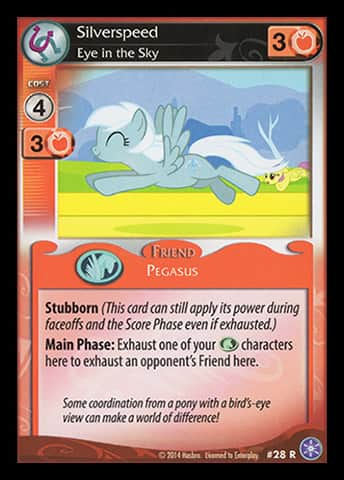 Silverspeed
Eye in the Sky
3
COST
4
3
FRIEND
PEGASUS
Stubborn (This card can still apply its power during
faceoffs and the Score Phase even if exhausted.)
Main Phase: Exhaust one of your characters
here to exhaust an opponent's Friend here.
Some coordination from a pony with a bird's-eye
view can make a world of difference!
© 2014 Hasbro. Licensed to Enterplay.
#28 R